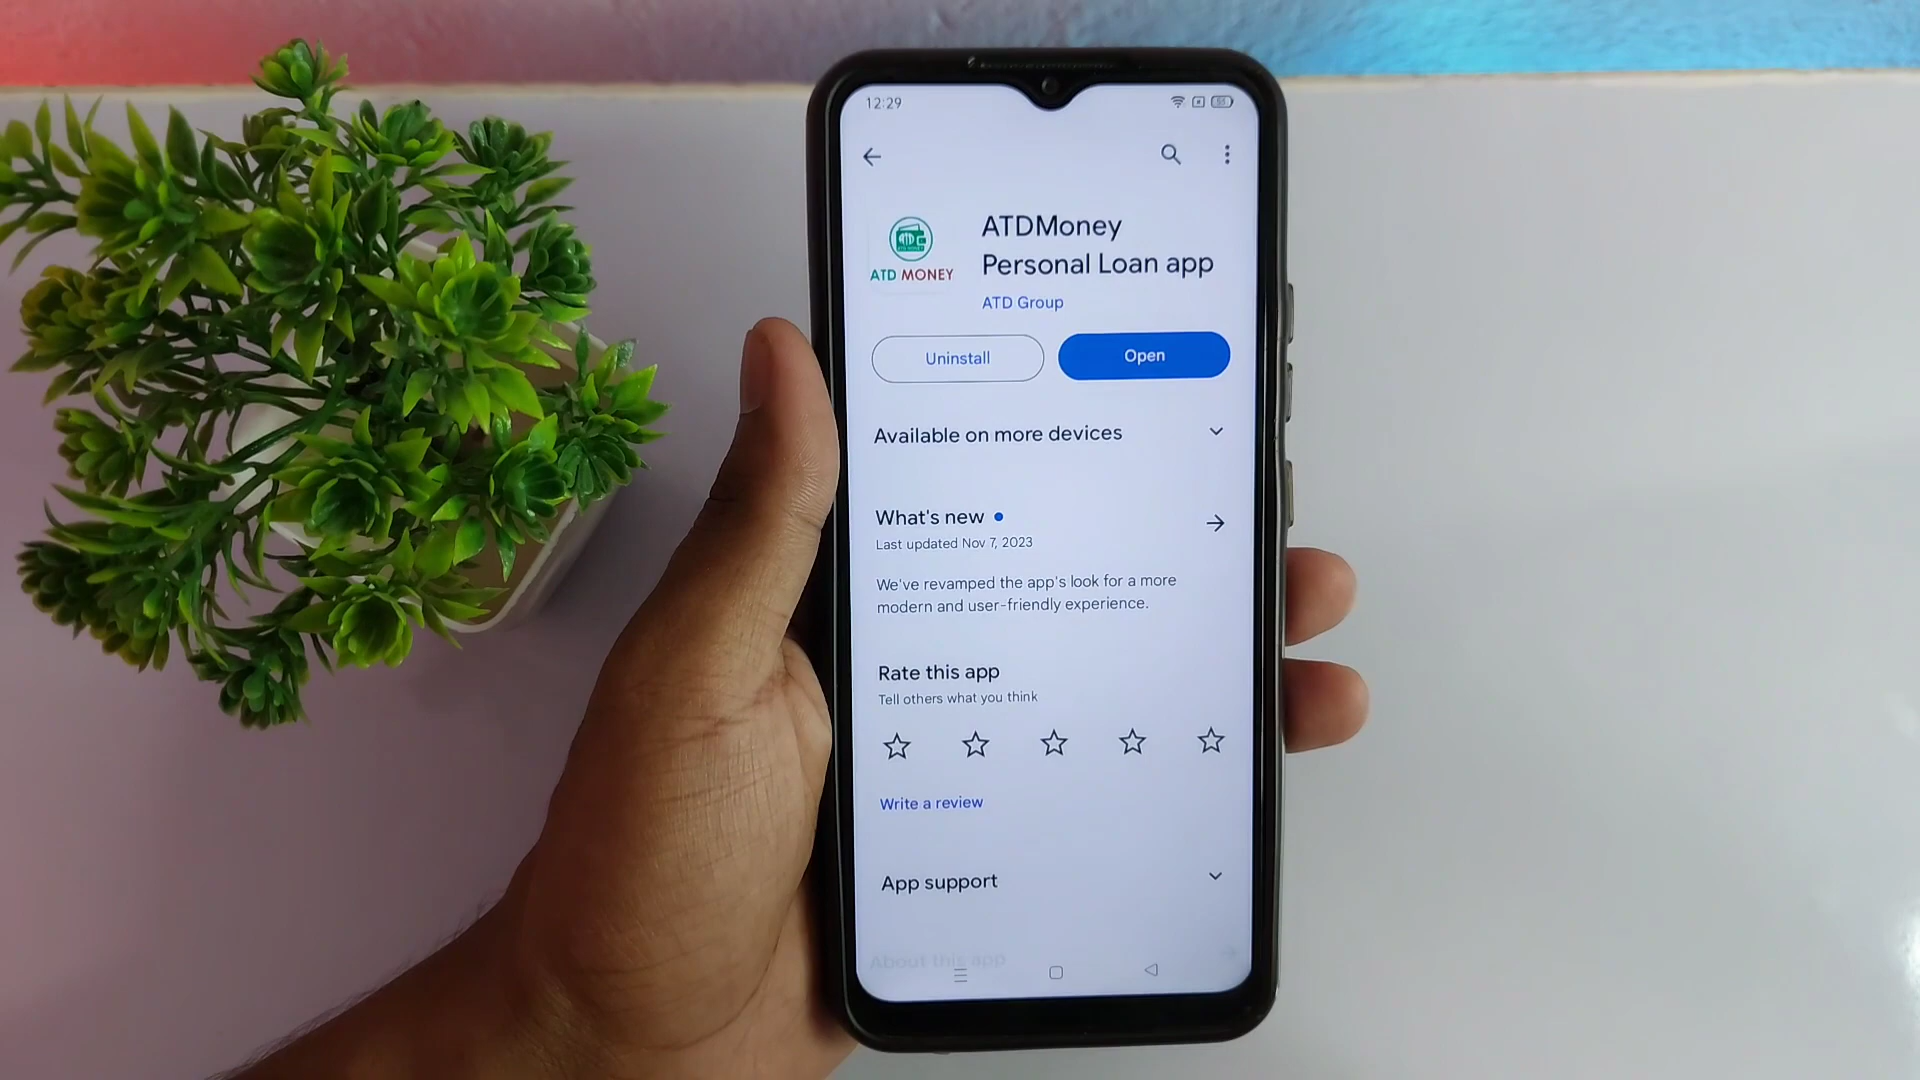 12:29
ATDMoney
Personal Loan app
ATD MONEY
ATD Group
Uninstall
Open
Available on more devices
What's new
Last updated Nov 7, 2023
We've revamped the app's look for a more
modern and user-friendly experience.
Rate this app
Tell others what you think
Write a review
App support
About this app